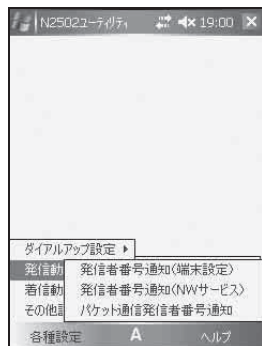 N2502ユーティリティ 19:00
ダイアルアップ設定
発信動
発信者番号通知(端末設定)
着信動
発信者番号通知(NWサービス)
その他
パケット通信発信者番号通知
各種設定 A ヘルプ